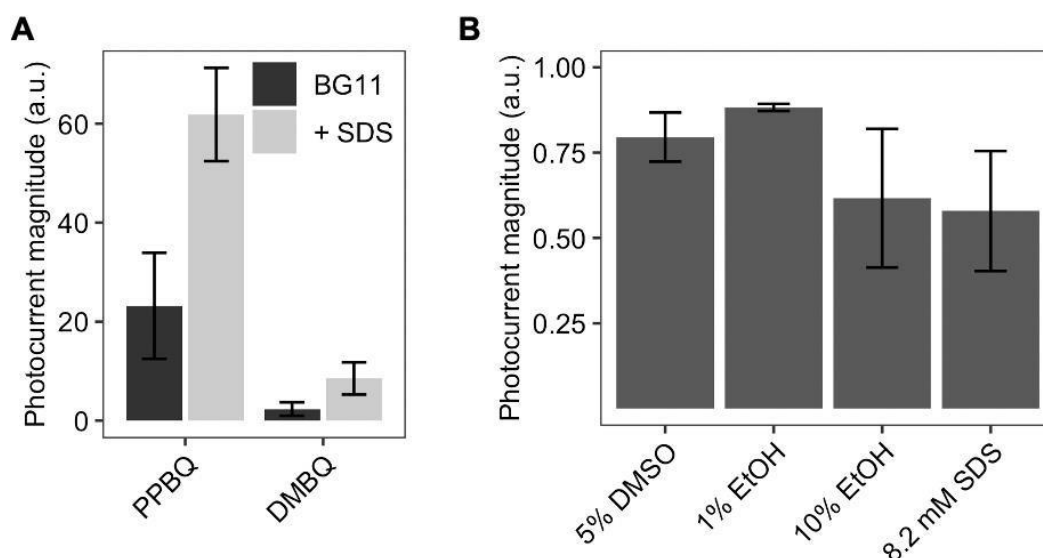 A
Photocurrent magnitude (a.u.)
60
40
20
0
BG11
+ SDS
PPBQ
DMBQ
B
Photocurrent magnitude (a.u.)
1.00
0.75
0.50
0.25
5% DMSO
1% EtOH
10% EtOH
8.2 mM SDS